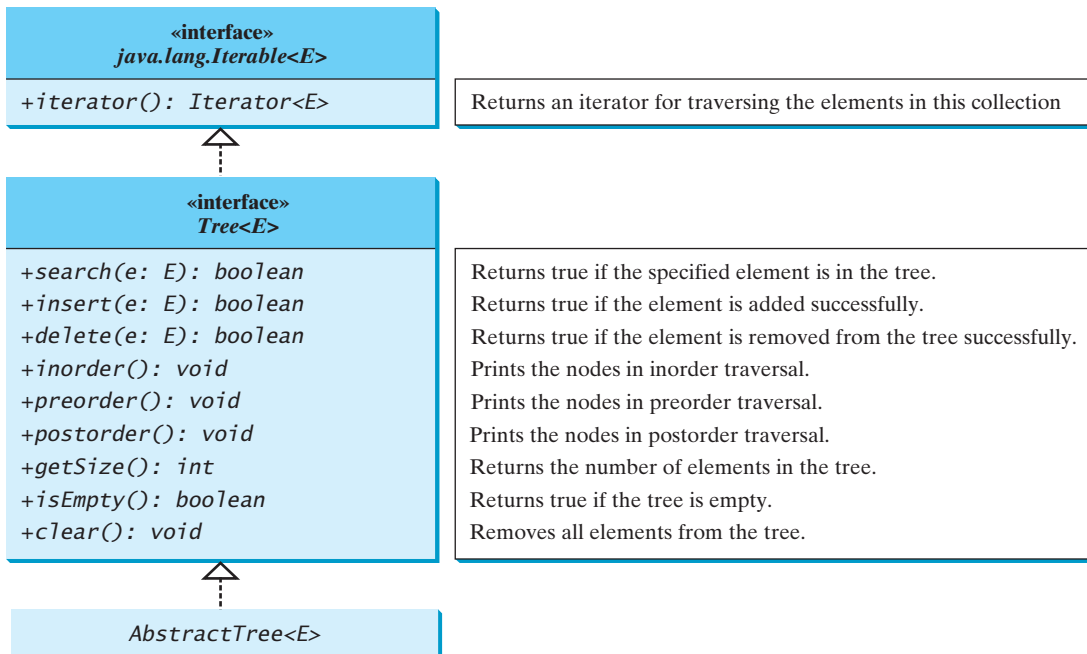 «interface»
java.lang.Iterable<E>
+iterator(): Iterator<E>
Returns an iterator for traversing the elements in this collection
«interface»
Tree<E>
+search(e: E): boolean
Returns true if the specified element is in the tree.
+insert(e: E): boolean
Returns true if the element is added successfully.
+delete(e: E): boolean
Returns true if the element is removed from the tree successfully.
+inorder(): void
Prints the nodes in inorder traversal.
+preorder(): void
Prints the nodes in preorder traversal.
+postorder(): void
Prints the nodes in postorder traversal.
+getSize(): int
Returns the number of elements in the tree.
+isEmpty(): boolean
Returns true if the tree is empty.
+clear(): void
Removes all elements from the tree.
AbstractTree<E>